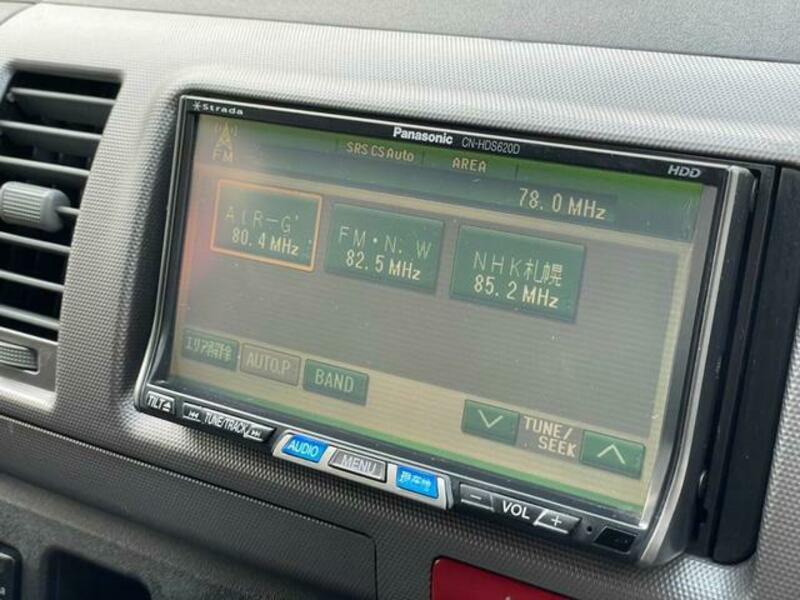 Strada
Panasonic CN-HDS620D
HDD
FM
SRS CS Auto AREA
78.0 MHz
AIR-G'
80.4 MHz
FM・N.W
82.5 MHz
NHK札幌
85.2 MHz
エリア解除
AUTO.P
BAND
TUNE/
SEEK
TILT
TUNE/TRACK
AUDIO
MENU
現在地
VOL